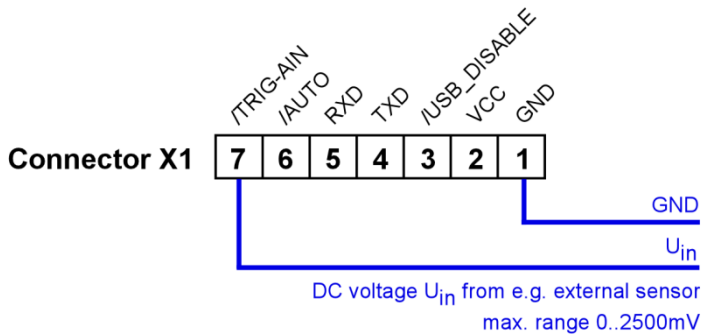 /TRIG-AIN
/AUTO
RXD
TXD
/USB_DISABLE
VCC
GND
Connector X1 7 6 5 4 3 2 1
GND
Uin
DC voltage Uin from e.g. external sensor
max. range 0..2500mV